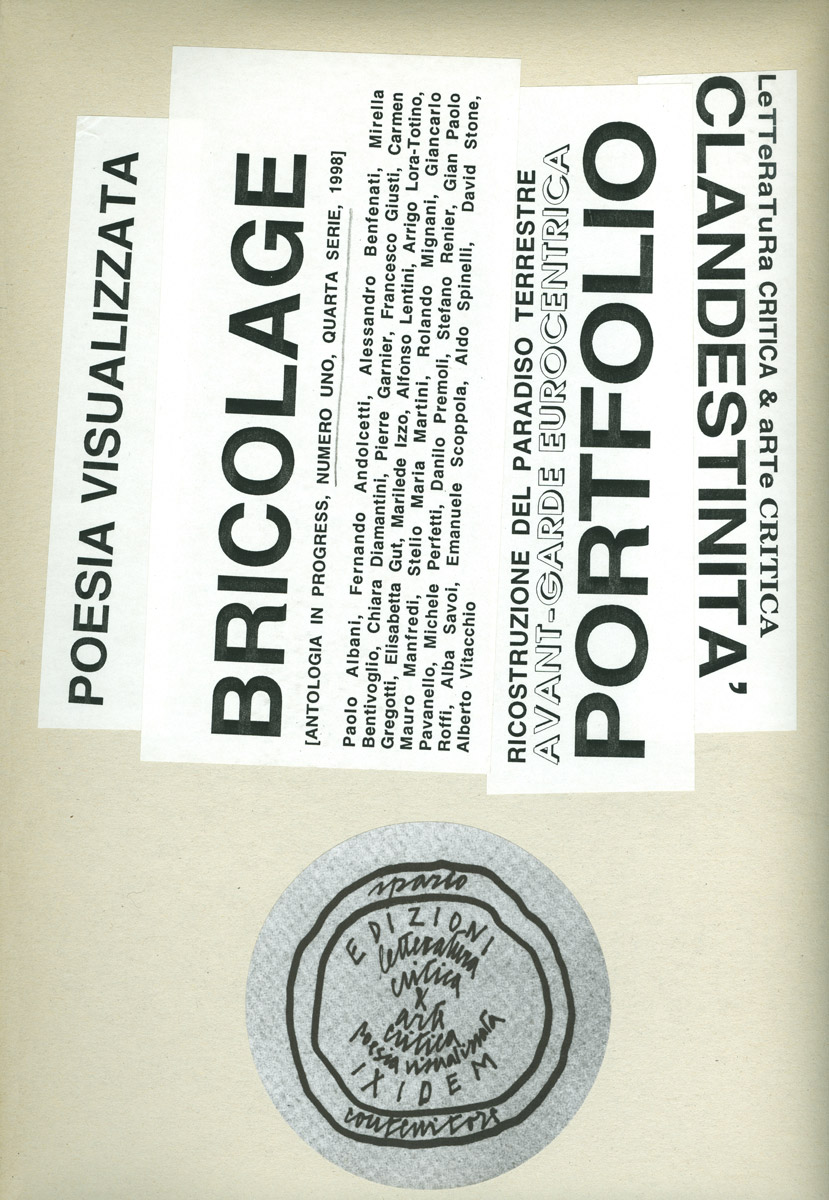 POESIA VISUALIZZATA
BRICOLAGE
[ANTOLOGIA IN PROGRESS, NUMERO UNO, QUARTA SERIE, 1998]
Paolo Albani, Fernando Andolcetti, Alessandro Benfenati, Mirella
Bentivoglio, Chiara Diamantini, Pierre Garnier, Francesco Giusti, Carmen
Gregotti, Elisabetta Gut, Marilede Izzo, Alfonso Lentini, Arrigo Lora-Totino,
Mauro Manfredi, Stelio Maria Martini, Rolando Mignani, Giancarlo
Pavanello, Michele Perfetti, Danilo Premoli, Stefano Renier, Gian Paolo
Roffi, Alba Savoi, Emanuele Scoppola, Aldo Spinelli, David Stone,
Alberto Vitacchio
RICOSTRUZIONE DEL PARADISO TERRESTRE
AVANT-GARDE EUROCENTRICA
PORTFOLIO
CLANDESTINITA'
LeTTeRaTuRa CRITICA & aRTe CRITICA
spazio
EDIZIONI
letteratura
critica
x
arte
critica
poesia visualizzata
IXIDEM
contenitore